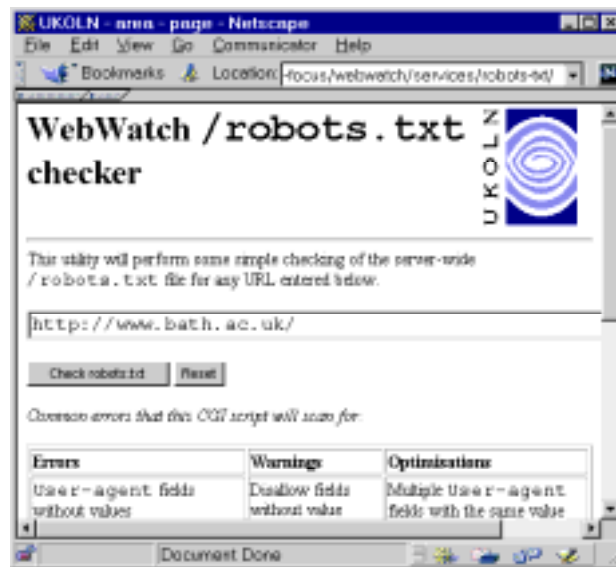 UKOLN - area - page - Netscape
File Edit View Go Communicator Help
Bookmarks Location: -focus/webwatch/services/robots-txt/
WebWatch /robots.txt
checker
UKOLN
This utility will perform some simple checking of the server-wide
/robots.txt file for any URL entered below.
http://www.bath.ac.uk/
Check robots.txt Reset
Common errors that this CGI script will scan for:
Errors Warnings Optimisations
User-agent fields Disallow fields Multiple User-agent
without values without value fields with the same value
Document Done